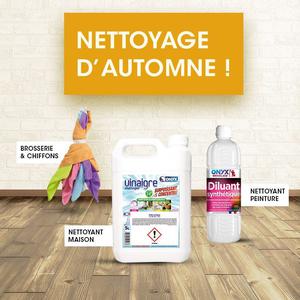 NETTOYAGE
D'AUTOMNE !
BROSSERIE
& CHIFFONS
Vinaigre
ONYX
NETTOYANT
MAISON
ONYX
Diluant
synthétique
NETTOYANT
PEINTURE